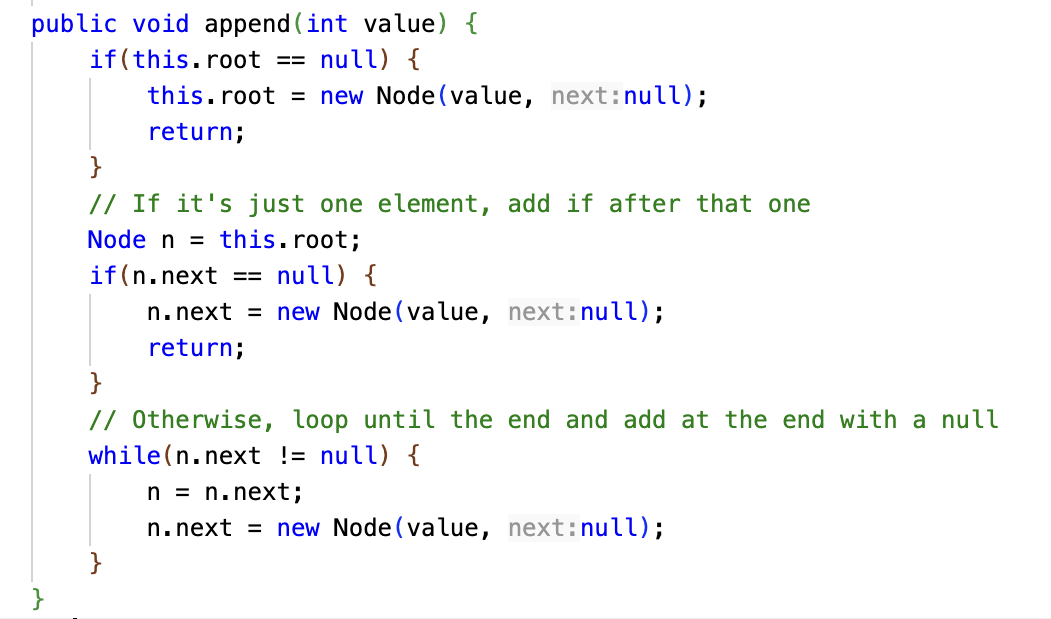 public void append(int value) {
if(this.root == null) {
this.root = new Node(value, next:null);
return;
}
// If it's just one element, add if after that one
Node n = this.root;
if(n.next == null) {
n.next = new Node(value, next:null);
return;
}
// Otherwise, loop until the end and add at the end with a null
while(n.next != null) {
n = n.next;
n.next = new Node(value, next:null);
}
}